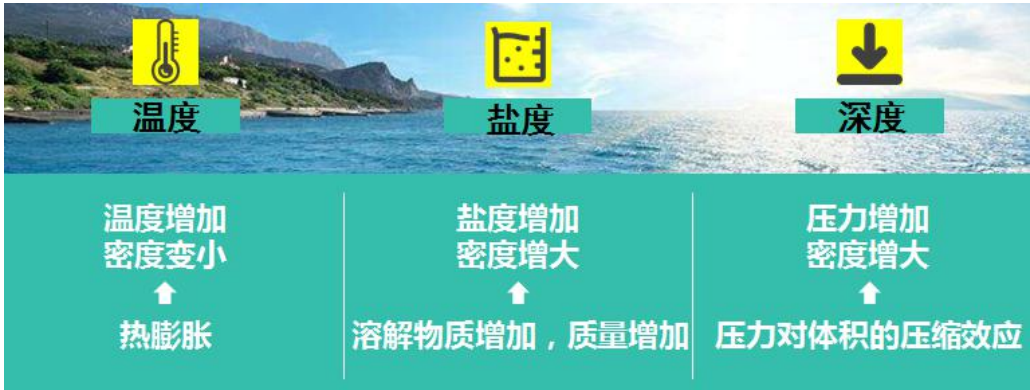 温度
盐度
深度
温度增加
密度变小
热膨胀
盐度增加
密度增大
溶解物质增加，质量增加
压力增加
密度增大
压力对体积的压缩效应